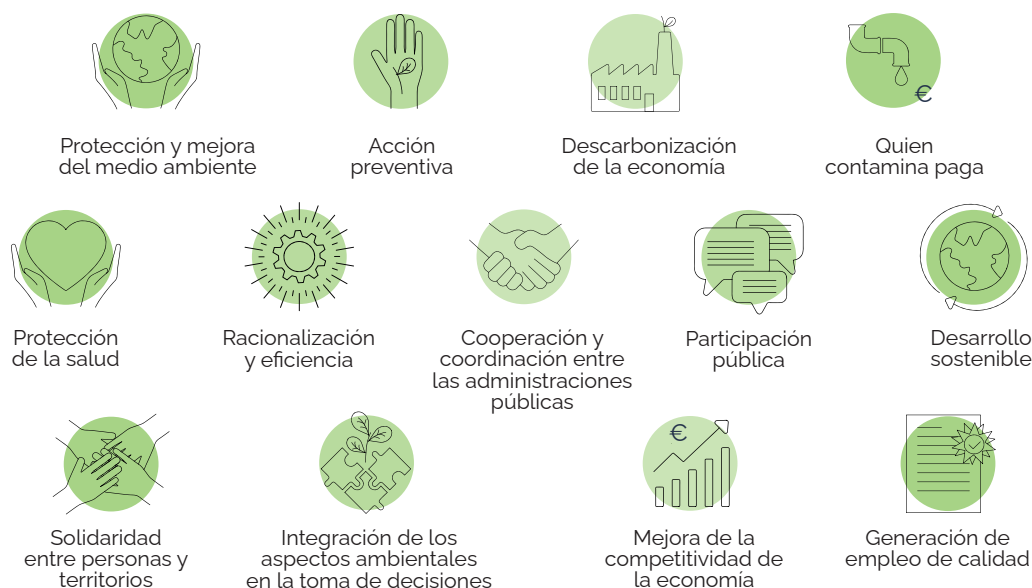 €
Protección y mejora
del medio ambiente
Acción
preventiva
Descarbonización
de la economía
Quien
contamina paga
Protección
de la salud
Racionalización
y eficiencia
Cooperación y
coordinación entre
las administraciones
públicas
Participación
pública
Desarrollo
sostenible
€
Solidaridad
entre personas y
territorios
Integración de los
aspectos ambientales
en la toma de decisiones
Mejora de la
competitividad de
la economía
Generación de
empleo de calidad